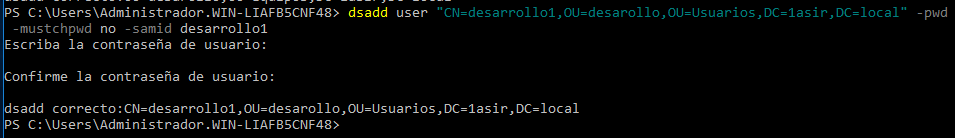 PS C:\Users\Administrador.WIN-LIAFB5CNF48> dsadd user "CN=desarrollo1,OU=desarollo,OU=Usuarios,DC=1asir,DC=local" -pwd
-mustchpwd no -samid desarrollo1
Escriba la contraseña de usuario:
Confirme la contraseña de usuario:
dsadd correcto:CN=desarrollo1,OU=desarollo,OU=Usuarios,DC=1asir,DC=local
PS C:\Users\Administrador.WIN-LIAFB5CNF48>